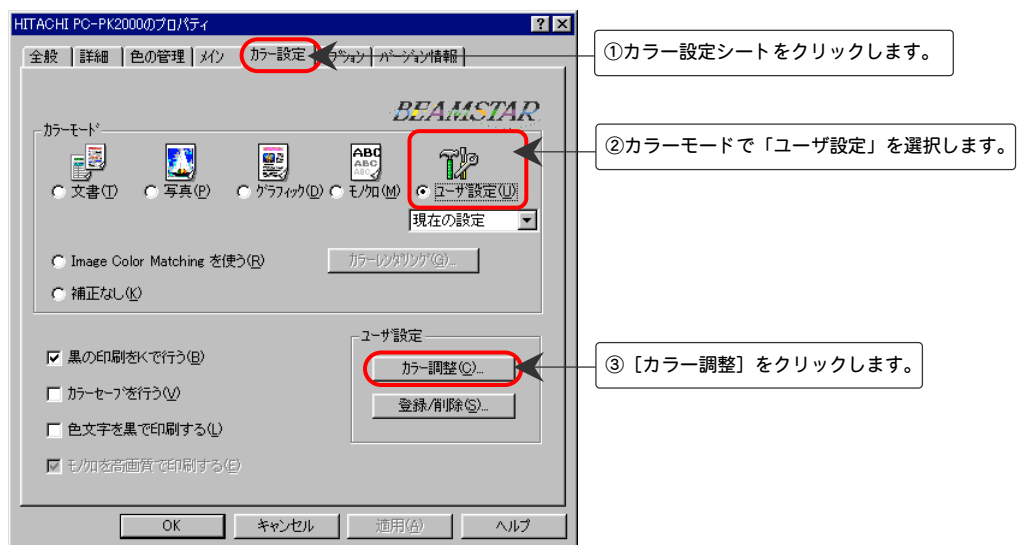 HITACHI PC-PK2000のプロパティ
全般 詳細 色の管理 メイン カラー設定 プション バージョン情報
①カラー設定シートをクリックします。
BEAMSTAR
カラーモード
②カラーモードで「ユーザ設定」を選択します。
ABC
ABC
ABC
文書(T) 写真(P) グラフィック(D) モノクロ(M) ユーザ設定(U)
現在の設定
Image Color Matching を使う(R) カラーレンタリング(G)...
補正なし(K)
ユーザ設定
黒の印刷をKで行う(B)
カラー調整(C)...
③［カラー調整］をクリックします。
カラーセーブを行う(V)
登録/削除(S)...
色文字を黒で印刷する(L)
モノクロを高画質で印刷する(E)
OK キャンセル 適用(A) ヘルプ